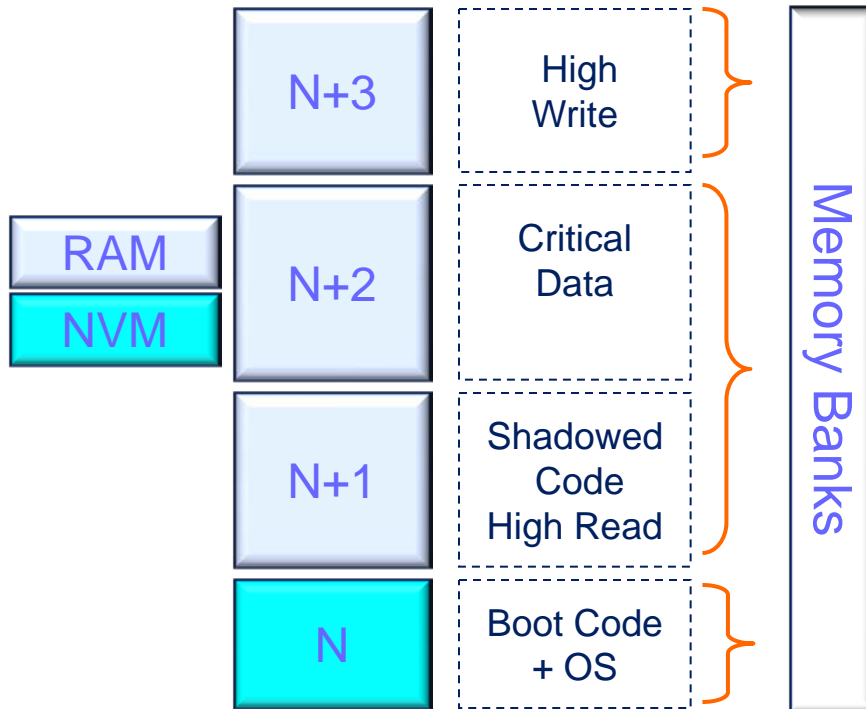 N+3
High
Write
RAM
NVM
N+2
Critical
Data
N+1
Shadowed
Code
High Read
N
Boot Code
+ OS
Memory Banks